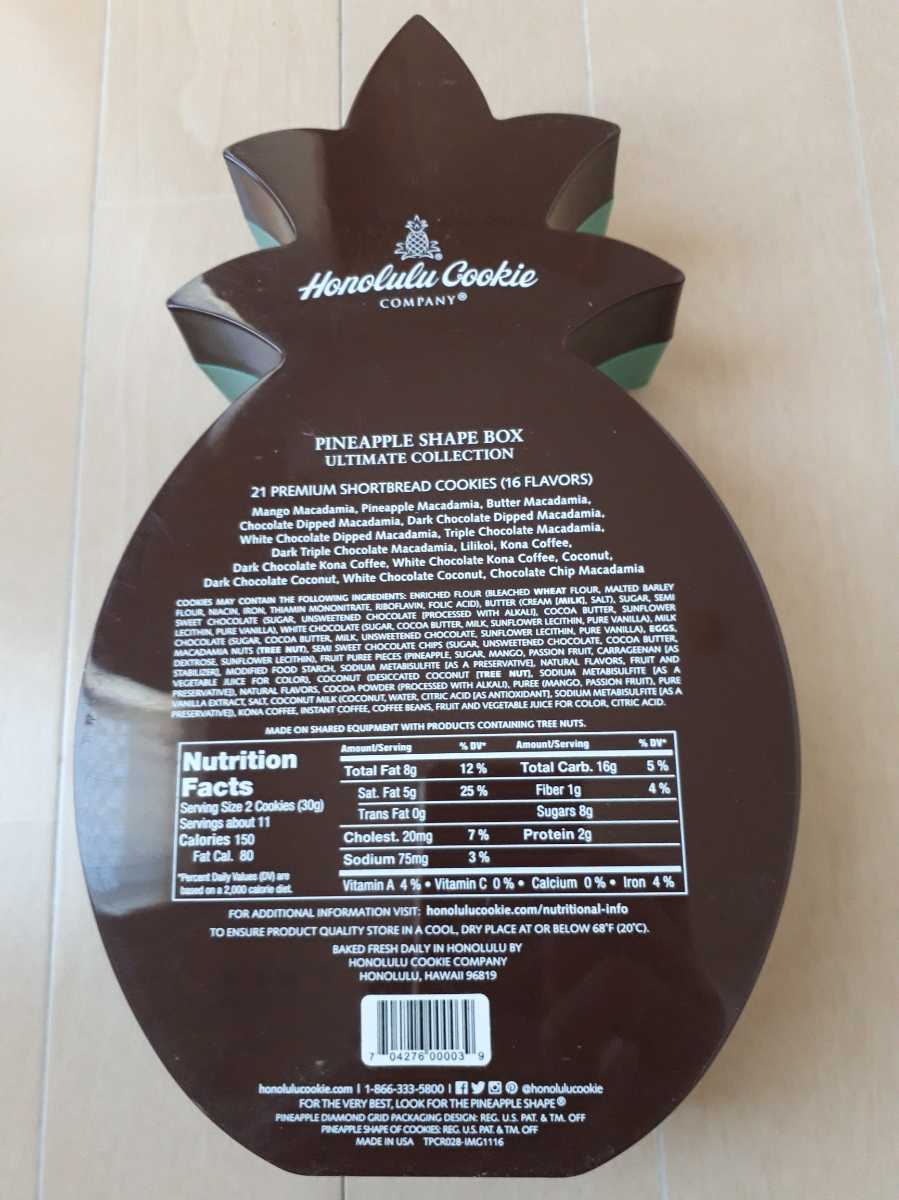 Honolulu Cookie
COMPANY®
PINEAPPLE SHAPE BOX
ULTIMATE COLLECTION
21 PREMIUM SHORTBREAD COOKIES (16 FLAVORS)
Mango Macadamia, Pineapple Macadamia, Butter Macadamia,
Chocolate Dipped Macadamia, Dark Chocolate Dipped Macadamia,
White Chocolate Dipped Macadamia, Triple Chocolate Macadamia,
Dark Triple Chocolate Macadamia, Lilikoi, Kona Coffee,
Dark Chocolate Kona Coffee, White Chocolate Kona Coffee, Coconut,
Dark Chocolate Coconut, White Chocolate Coconut, Chocolate Chip Macadamia
COOKIES MAY CONTAIN THE FOLLOWING INGREDIENTS: ENRICHED FLOUR (BLEACHED WHEAT FLOUR, MALTED BARLEY
FLOUR, NIACIN, IRON, THIAMIN MONONITRATE, RIBOFLAVIN, FOLIC ACID), BUTTER (CREAM [MILK], SALT), SUGAR, SEMI
SWEET CHOCOLATE (SUGAR, UNSWEETENED CHOCOLATE (PROCESSED WITH ALKALI), COCOA BUTTER, SUNFLOWER
LECITHIN, PURE VANILLA), WHITE CHOCOLATE (SUGAR, COCOA BUTTER, MILK, SUNFLOWER LECITHIN, PURE VANILLA), MILK
CHOCOLATE (SUGAR, COCOA BUTTER, MILK, UNSWEETENED CHOCOLATE, SUNFLOWER LECITHIN, PURE VANILLA), EGGS,
MACADAMIA NUTS (TREE NUT), SEMI SWEET CHOCOLATE CHIPS (SUGAR, UNSWEETENED CHOCOLATE, COCOA BUTTER,
DEXTROSE, SUNFLOWER LECITHIN), FRUIT PUREE PIECES (PINEAPPLE, SUGAR, MANGO, PASSION FRUIT, CARRAGEENAN [AS
STABILIZER], MODIFIED FOOD STARCH, SODIUM METABISULFITE [AS A PRESERVATIVE], NATURAL FLAVORS, FRUIT AND
VEGETABLE JUICE FOR COLOR), COCONUT (DESICCATED COCONUT [TREE NUT], SODIUM METABISULFITE [AS A
PRESERVATIVE]), NATURAL FLAVORS, COCOA POWDER (PROCESSED WITH ALKALI), PUREE (MANGO, PASSION FRUIT), PURE
VANILLA EXTRACT, SALT, COCONUT MILK (COCONUT, WATER, CITRIC ACID [AS ANTIOXIDANT], SODIUM METABISULFITE [AS A
PRESERVATIVE]), KONA COFFEE, INSTANT COFFEE, COFFEE BEANS, FRUIT AND VEGETABLE JUICE FOR COLOR, CITRIC ACID.
MADE ON SHARED EQUIPMENT WITH PRODUCTS CONTAINING TREE NUTS.
Nutrition
Facts
Serving Size 2 Cookies (30g)
Servings about 11
Calories 150
Fat Cal. 80
*Percent Daily Values (DV) are
based on a 2,000 calorie diet.
Amount/Serving % DV* Amount/Serving % DV*
Total Fat 8g 12 % Total Carb. 16g 5 %
Sat. Fat 5g 25 % Fiber 1g 4 %
Trans Fat 0g Sugars 8g
Cholest. 20mg 7 % Protein 2g
Sodium 75mg 3 %
Vitamin A 4 % • Vitamin C 0 % • Calcium 0 % • Iron 4 %
FOR ADDITIONAL INFORMATION VISIT: honolulucookie.com/nutritional-info
TO ENSURE PRODUCT QUALITY STORE IN A COOL, DRY PLACE AT OR BELOW 68°F (20°C).
BAKED FRESH DAILY IN HONOLULU BY
HONOLULU COOKIE COMPANY
HONOLULU, HAWAII 96819
7 04276 00003 9
honolulucookie.com | 1-866-333-5800 | @honolulucookie
FOR THE VERY BEST, LOOK FOR THE PINEAPPLE SHAPE®
PINEAPPLE DIAMOND GRID PACKAGING DESIGN: REG. U.S. PAT. & TM. OFF
PINEAPPLE SHAPE OF COOKIES: REG. U.S. PAT. & TM. OFF
MADE IN USA TPCR028-IMG1116